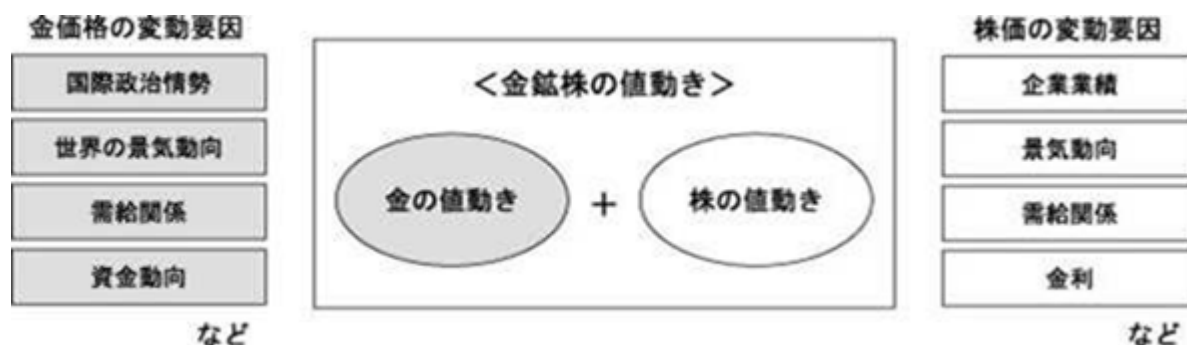 金価格の変動要因
国際政治情勢
世界の景気動向
需給関係
資金動向
など
＜金鉱株の値動き＞
金の値動き
+
株の値動き
株価の変動要因
企業業績
景気動向
需給関係
金利
など